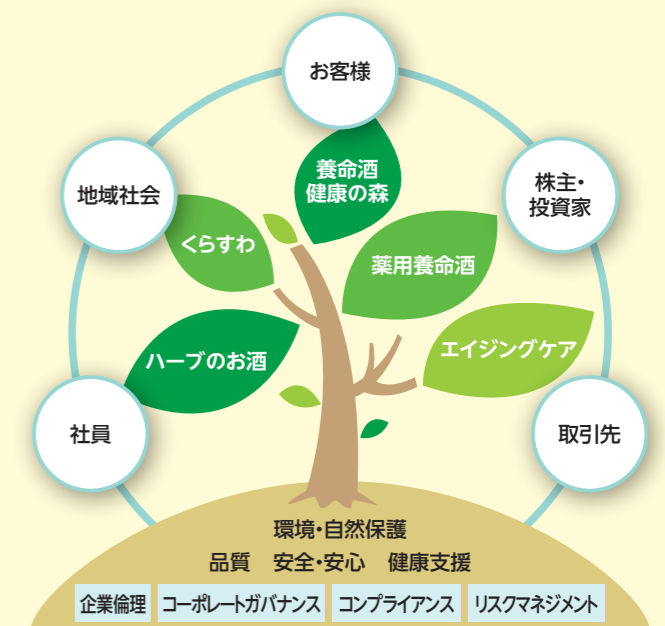 お客様
地域社会
株主・
投資家
養命酒
健康の森
くらすわ
薬用養命酒
エイジングケア
ハーブのお酒
社員
取引先
環境・自然保護
品質 安全・安心 健康支援
企業倫理 コーポレートガバナンス コンプライアンス リスクマネジメント